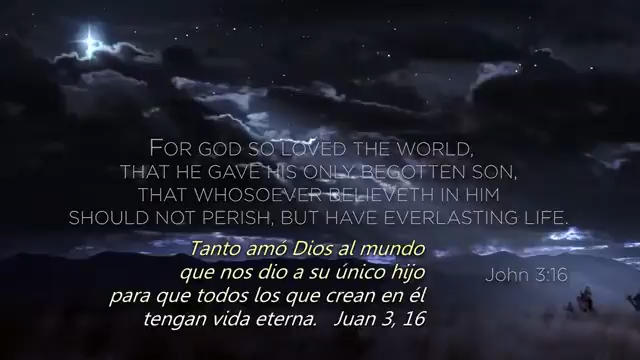 FOR GOD SO LOVED THE WORLD,
THAT HE GAVE HIS ONLY BEGOTTEN SON,
THAT WHOSOEVER BELIEVETH IN HIM
SHOULD NOT PERISH, BUT HAVE EVERLASTING LIFE.
John 3:16
Tanto amó Dios al mundo
que nos dio a su único hijo
para que todos los que crean en él
tengan vida eterna. Juan 3, 16